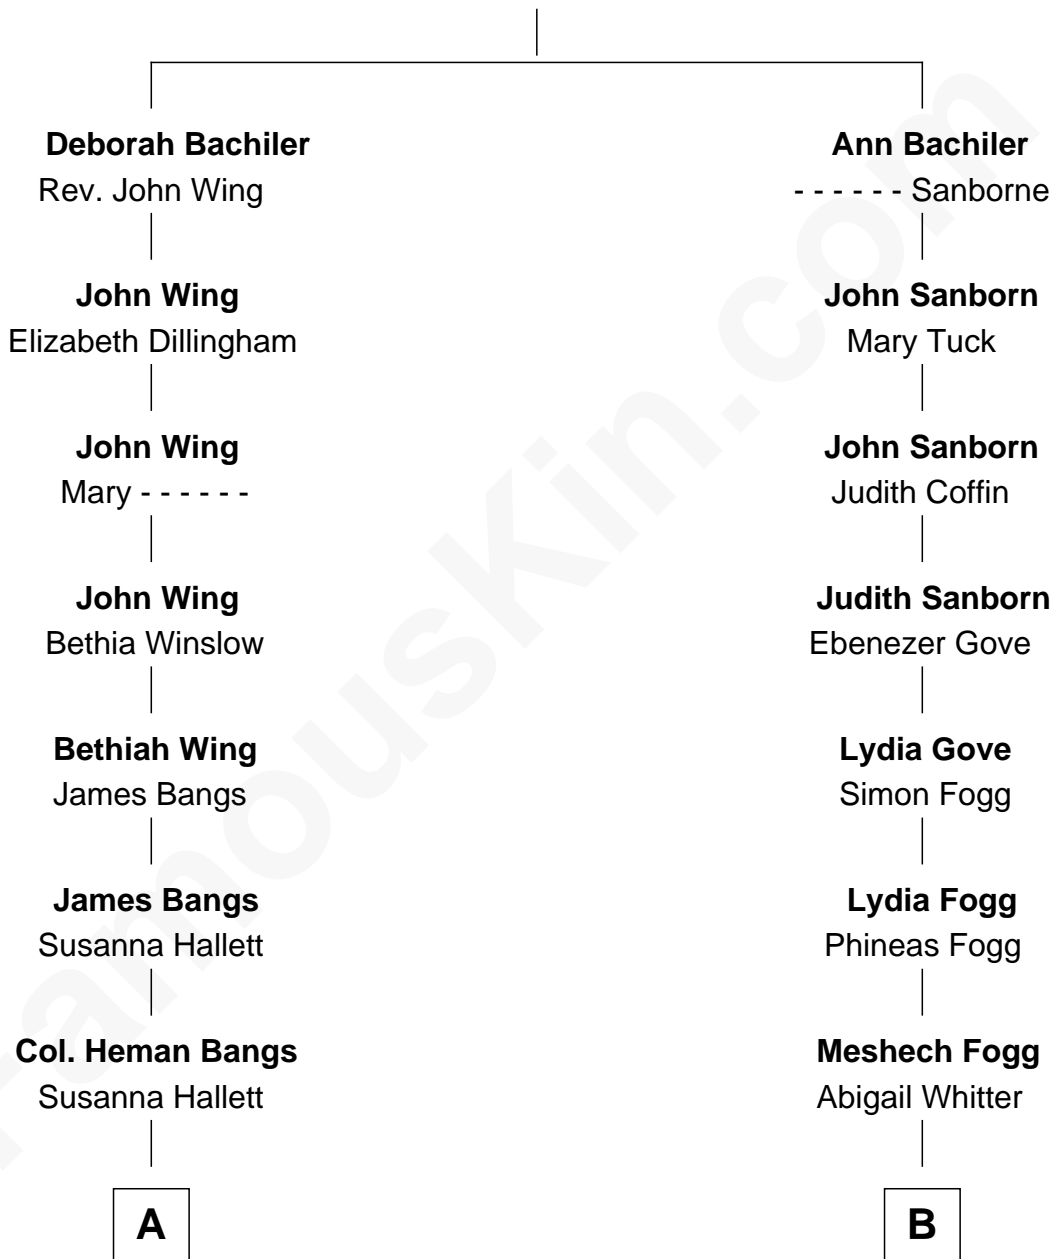 Deborah Bachiler
Rev. John Wing
Ann Bachiler
- - - - - - Sanborne
John Wing
Elizabeth Dillingham
John Sanborn
Mary Tuck
John Wing
Mary - - - - - -
John Sanborn
Judith Coffin
John Wing
Bethia Winslow
Judith Sanborn
Ebenezer Gove
Bethiah Wing
James Bangs
Lydia Gove
Simon Fogg
James Bangs
Susanna Hallett
Lydia Fogg
Phineas Fogg
Col. Heman Bangs
Susanna Hallett
Meshech Fogg
Abigail Whitter
A
B
FamousKin.com